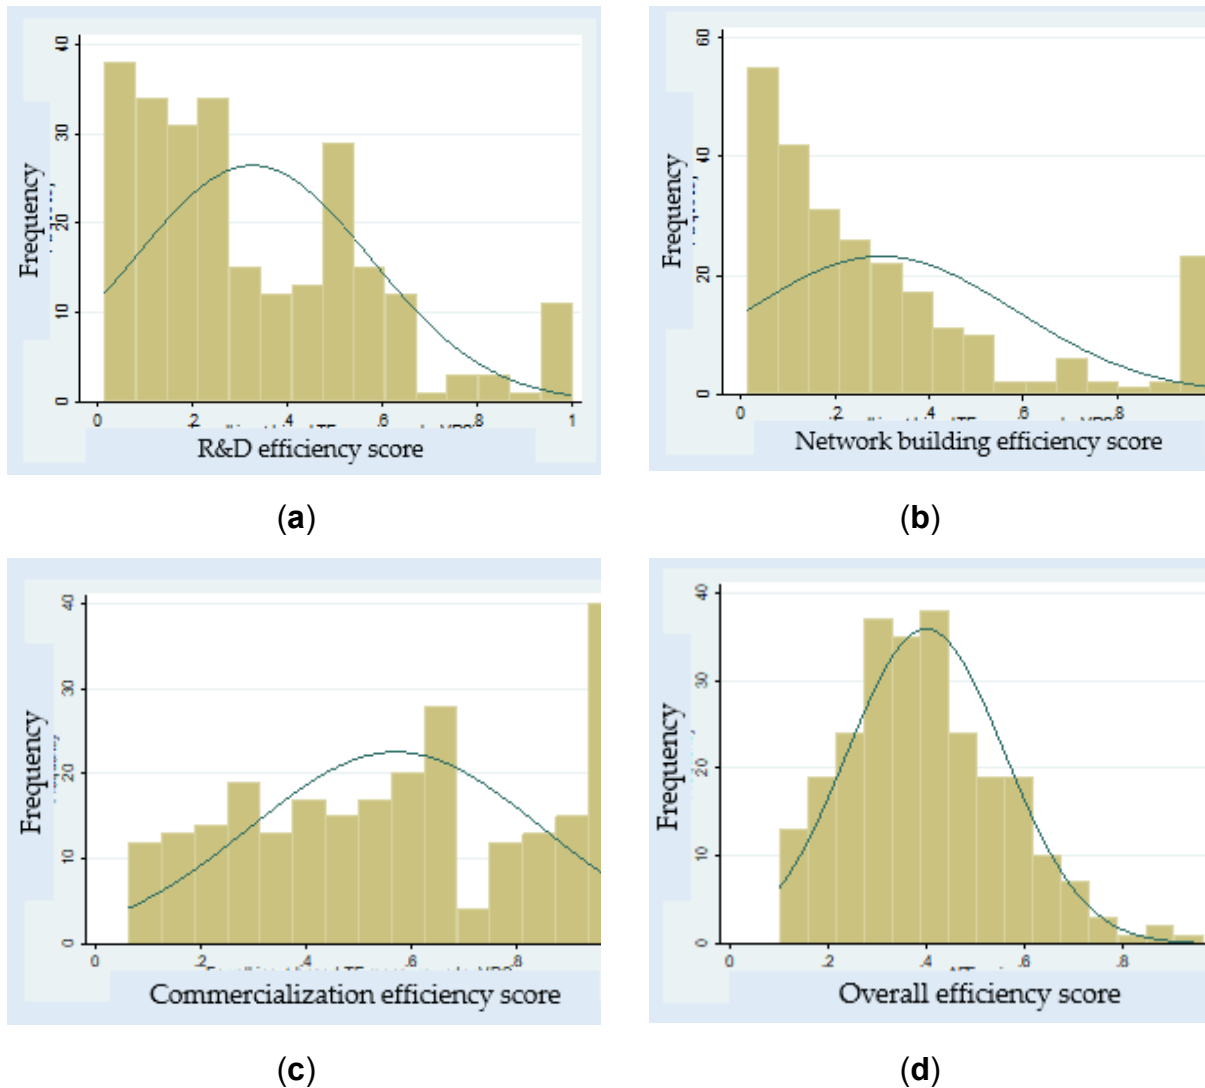 Frequency
40
30
20
10
0
0 .2 .4 .6 .8 1
R&D efficiency score
(a)
Frequency
60
40
20
0
0 .2 .4 .6 .8
Network building efficiency score
(b)
Frequency
40
30
20
10
0
0 .2 .4 .6 .8
Commercialization efficiency score
(c)
Frequency
40
30
20
10
0
0 .2 .4 .6 .8
Overall efficiency score
(d)